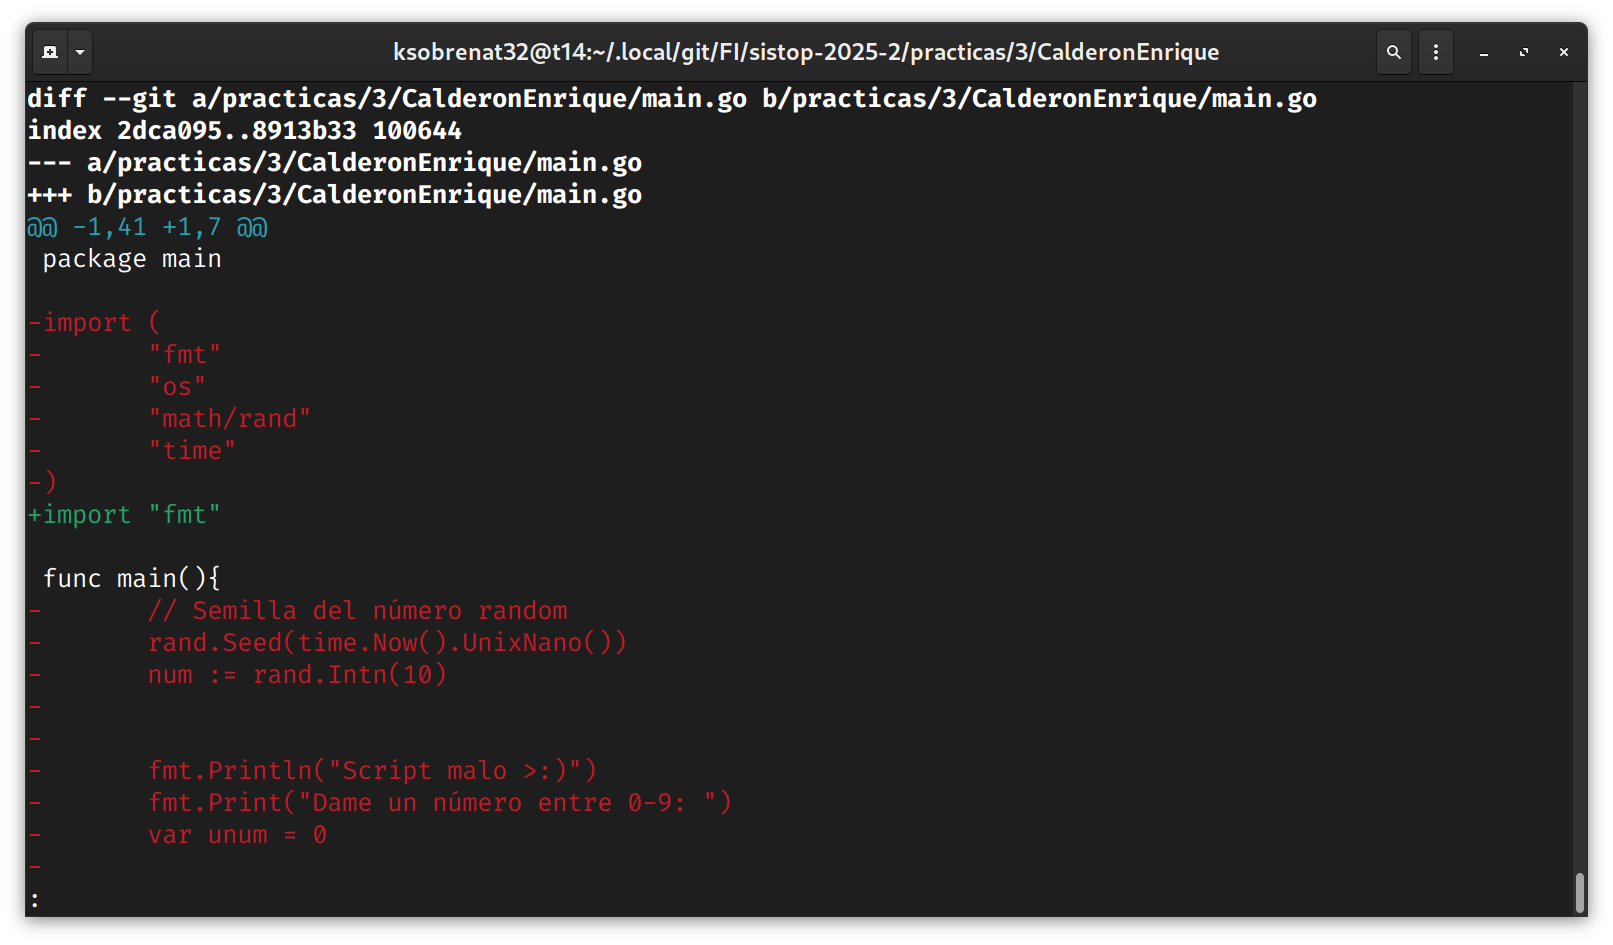 ksobrenat32@t14:~/.local/git/FI/sistop-2025-2/practicas/3/CalderonEnrique
diff --git a/practicas/3/CalderonEnrique/main.go b/practicas/3/CalderonEnrique/main.go
index 2dca095..8913b33 100644
--- a/practicas/3/CalderonEnrique/main.go
+++ b/practicas/3/CalderonEnrique/main.go
@@ -1,41 +1,7 @@
 package main

-import (
-       "fmt"
-       "os"
-       "math/rand"
-       "time"
-)
+import "fmt"

 func main(){
-       // Semilla del número random
-       rand.Seed(time.Now().UnixNano())
-       num := rand.Intn(10)
-
-
-       fmt.Println("Script malo >:)")
-       fmt.Print("Dame un número entre 0-9: ")
-       var unum = 0
-
: